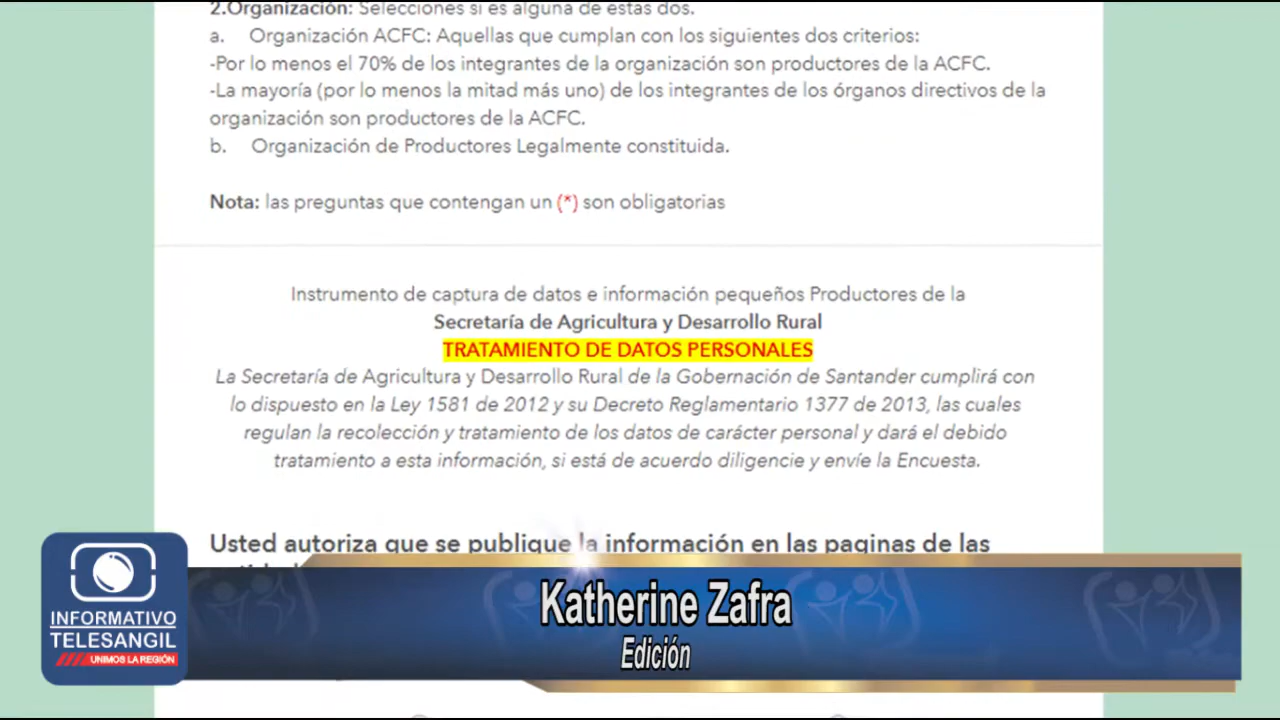 2.Organización: Selecciones si es alguna de estas dos.
a. Organización ACFC: Aquellas que cumplan con los siguientes dos criterios:
-Por lo menos el 70% de los integrantes de la organización son productores de la ACFC.
-La mayoría (por lo menos la mitad más uno) de los integrantes de los órganos directivos de la
organización son productores de la ACFC.
b. Organización de Productores Legalmente constituida.
Nota: las preguntas que contengan un (*) son obligatorias
Instrumento de captura de datos e información pequeños Productores de la
Secretaría de Agricultura y Desarrollo Rural
TRATAMIENTO DE DATOS PERSONALES
La Secretaría de Agricultura y Desarrollo Rural de la Gobernación de Santander cumplirá con
lo dispuesto en la Ley 1581 de 2012 y su Decreto Reglamentario 1377 de 2013, las cuales
regulan la recolección y tratamiento de los datos de carácter personal y dará el debido
tratamiento a esta información, si está de acuerdo diligencie y envíe la Encuesta.
Usted autoriza que se publique la información en las paginas de las
Katherine Zafra
Edición
INFORMATIVO
TELESANGIL
UNIMOS LA REGIÓN